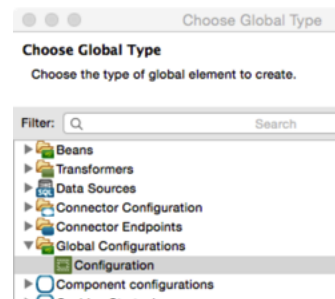 Choose Global Type
Choose Global Type
Choose the type of global element to create.
Filter: Search
Beans
Transformers
SQL Data Sources
Connector Configuration
Connector Endpoints
Global Configurations
Configuration
Component configurations